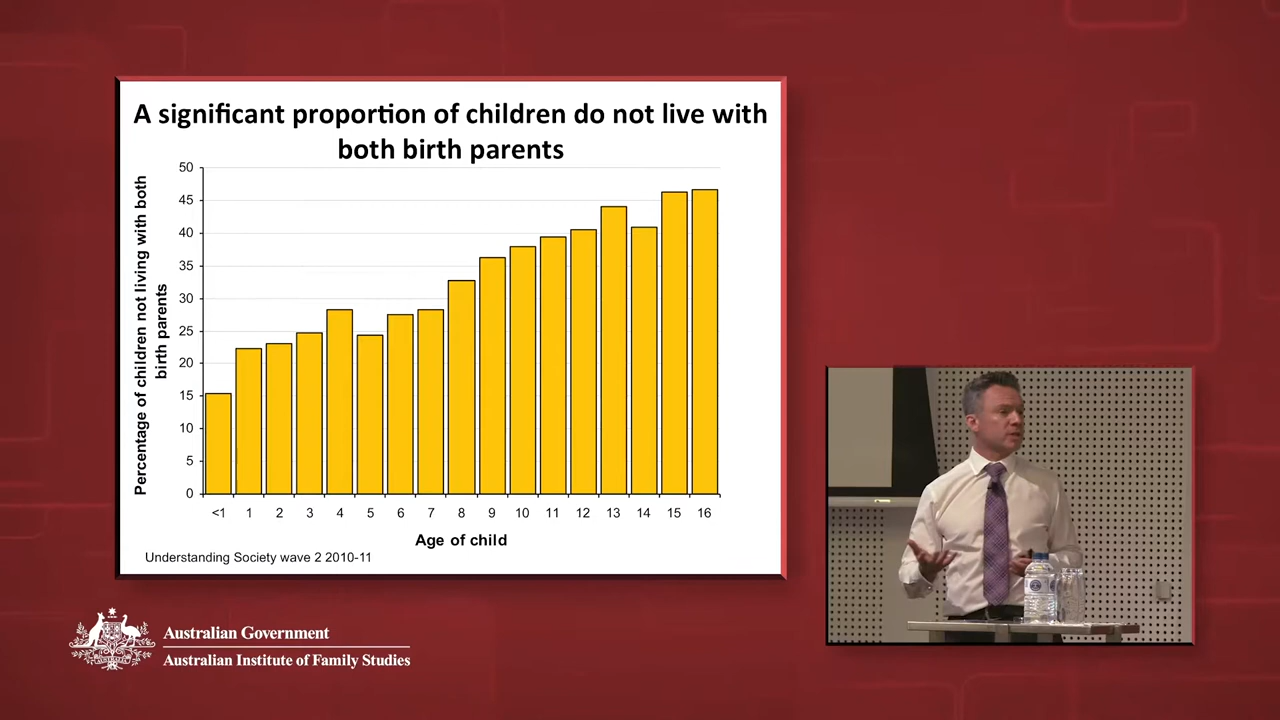 A significant proportion of children do not live with
both birth parents
Percentage of children not living with both
birth parents
50
45
40
35
30
25
20
15
10
5
0
<1 1 2 3 4 5 6 7 8 9 10 11 12 13 14 15 16
Age of child
Understanding Society wave 2 2010-11
Australian Government
Australian Institute of Family Studies